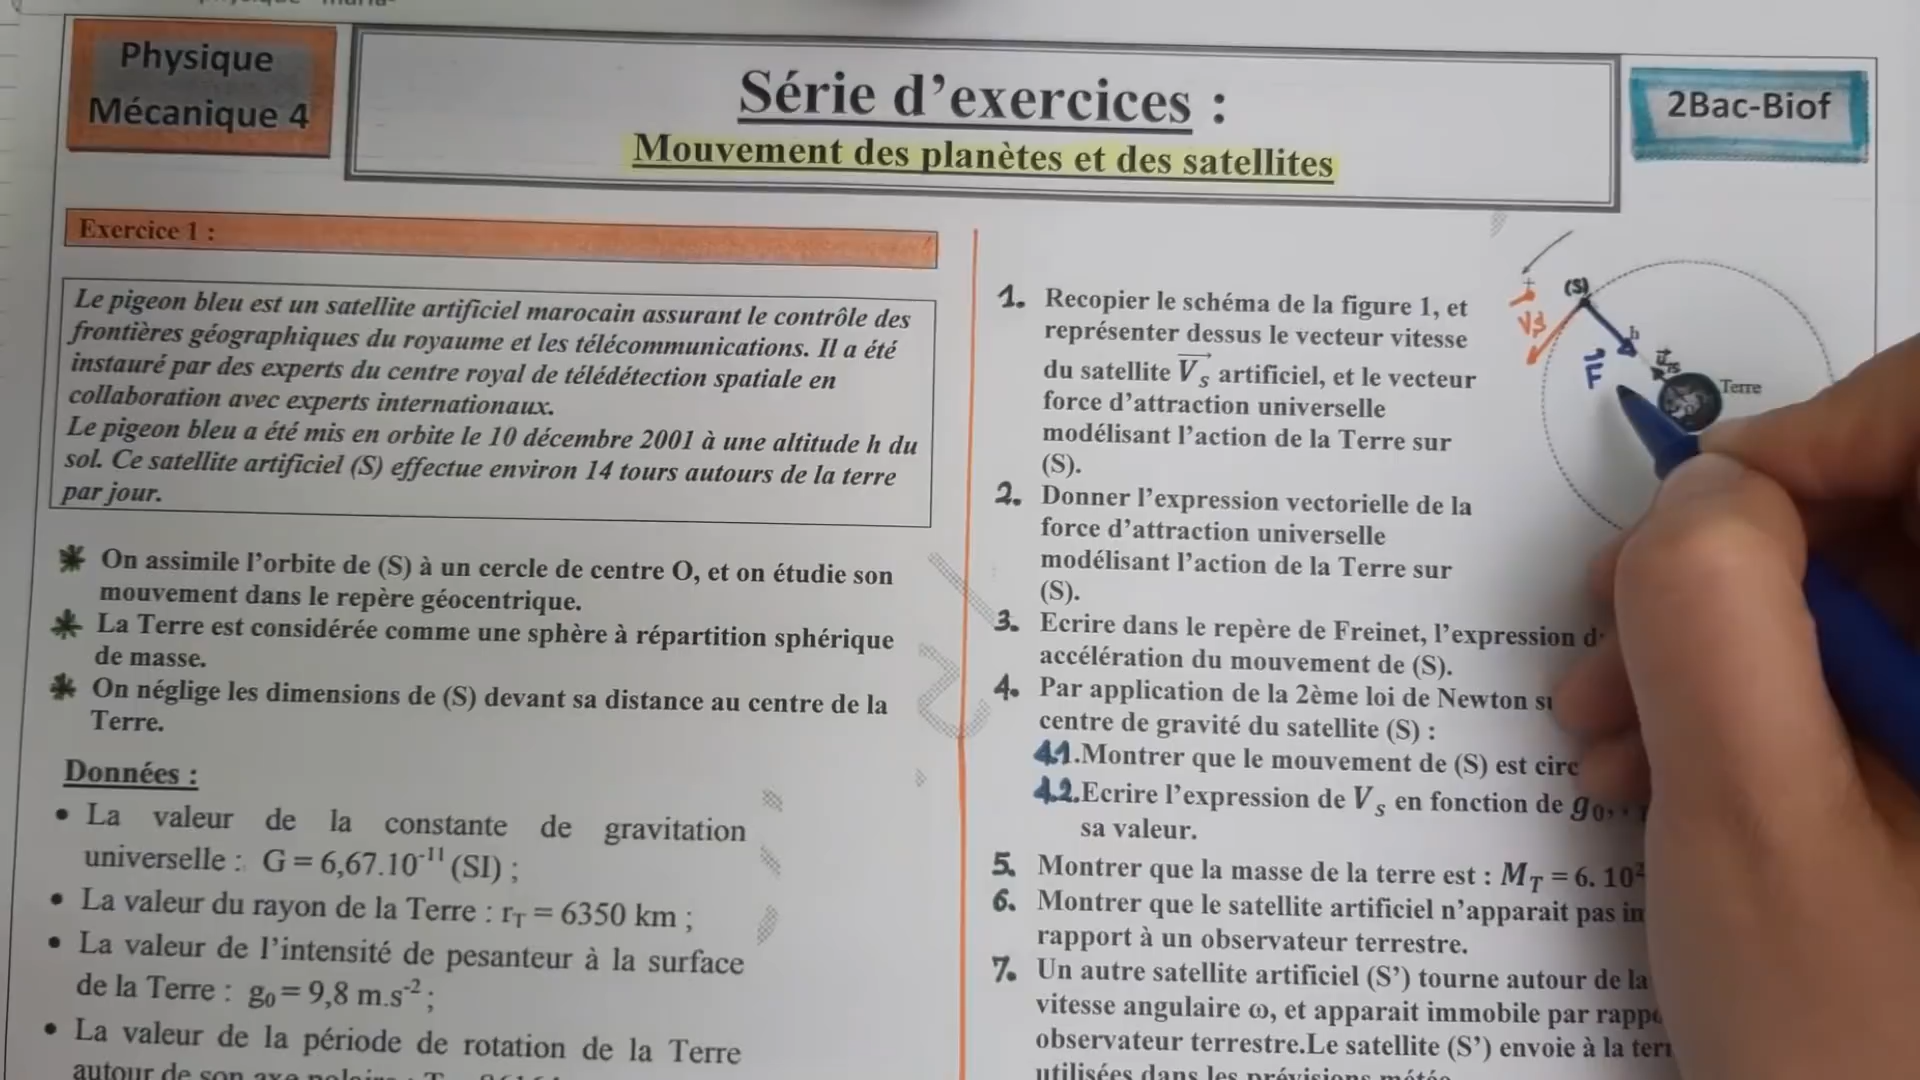 Physique
Mécanique 4
Série d'exercices :
Mouvement des planètes et des satellites
2Bac-Biof
Exercice 1 :
Le pigeon bleu est un satellite artificiel marocain assurant le contrôle des
frontières géographiques du royaume et les télécommunications. Il a été
instauré par des experts du centre royal de télédétection spatiale en
collaboration avec experts internationaux.
Le pigeon bleu a été mis en orbite le 10 décembre 2001 à une altitude h du
sol. Ce satellite artificiel (S) effectue environ 14 tours autours de la terre
par jour.
On assimile l'orbite de (S) à un cercle de centre O, et on étudie son
mouvement dans le repère géocentrique.
La Terre est considérée comme une sphère à répartition sphérique
de masse.
On néglige les dimensions de (S) devant sa distance au centre de la
Terre.
Données :
• La valeur de la constante de gravitation
universelle : G = 6,67.10⁻¹¹ (SI) ;
• La valeur du rayon de la Terre : r_T = 6350 km ;
• La valeur de l'intensité de pesanteur à la surface
de la Terre : g₀ = 9,8 m.s⁻² ;
• La valeur de la période de rotation de la Terre
autour de son axe polaire :
1. Recopier le schéma de la figure 1, et
représenter dessus le vecteur vitesse
du satellite V⃗s artificiel, et le vecteur
force d'attraction universelle
modélisant l'action de la Terre sur
(S).
2. Donner l'expression vectorielle de la
force d'attraction universelle
modélisant l'action de la Terre sur
(S).
3. Ecrire dans le repère de Freinet, l'expression
accélération du mouvement de (S).
4. Par application de la 2ème loi de Newton
centre de gravité du satellite (S) :
4.1.Montrer que le mouvement de (S) est
4.2.Ecrire l'expression de Vs en fonction de g₀,
sa valeur.
5. Montrer que la masse de la terre est : M_T = 6. 10
6. Montrer que le satellite artificiel n'apparait pas
rapport à un observateur terrestre.
7. Un autre satellite artificiel (S') tourne autour de la
vitesse angulaire ω, et apparait immobile par
observateur terrestre.Le satellite (S') envoie à la
utilisées dans les prévisions
+
(S)
Vs
h
F⃗
Terre